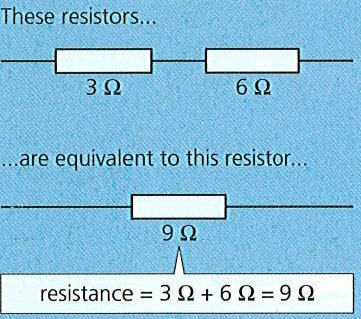 These resistors...
3 Ω 6 Ω
...are equivalent to this resistor...
9 Ω
resistance = 3 Ω + 6 Ω = 9 Ω